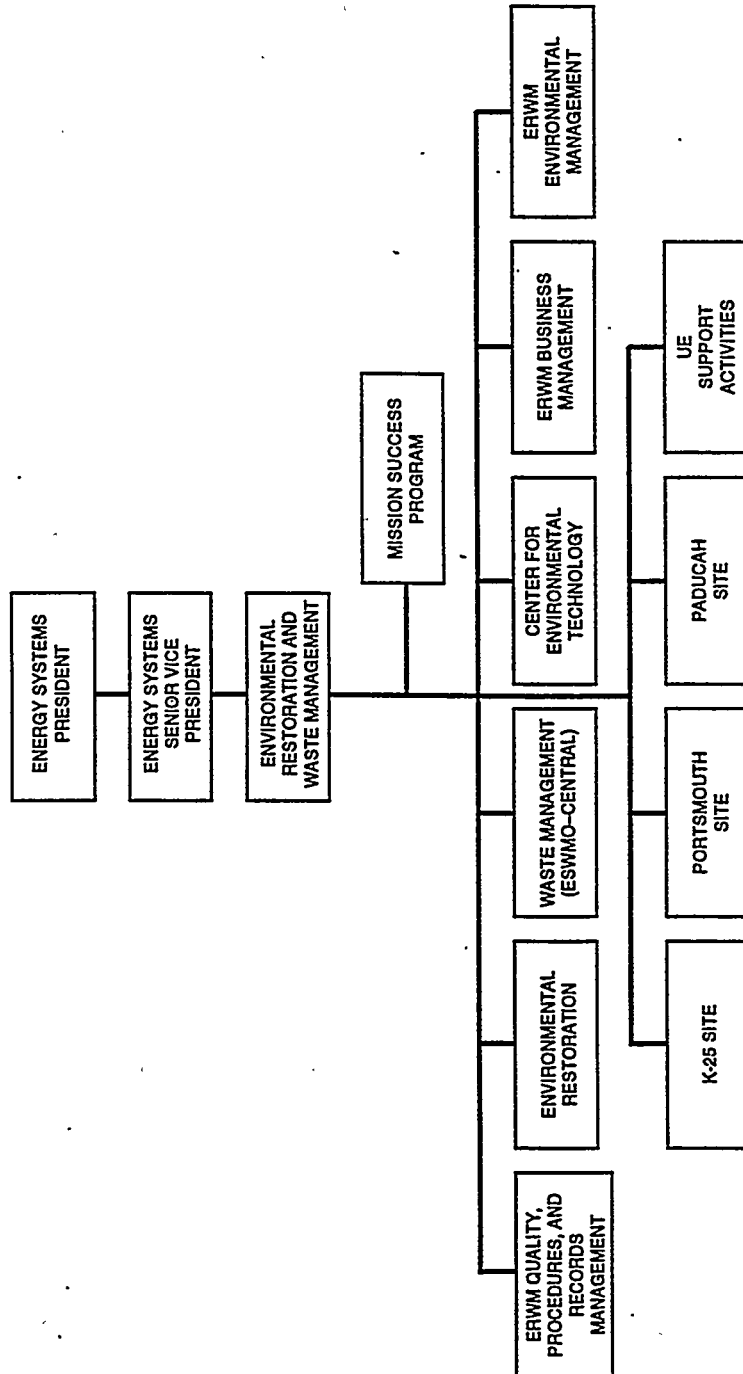 ENERGY SYSTEMS
PRESIDENT
ENERGY SYSTEMS
SENIOR VICE
PRESIDENT
ENVIRONMENTAL
RESTORATION AND
WASTE MANAGEMENT
MISSION SUCCESS
PROGRAM
ERWM QUALITY,
PROCEDURES, AND
RECORDS
MANAGEMENT
ENVIRONMENTAL
RESTORATION
WASTE MANAGEMENT
(ESWMO–CENTRAL)
CENTER FOR
ENVIRONMENTAL
TECHNOLOGY
ERWM BUSINESS
MANAGEMENT
ERWM
ENVIRONMENTAL
MANAGEMENT
K-25 SITE
PORTSMOUTH
SITE
PADUCAH
SITE
UE
SUPPORT
ACTIVITIES